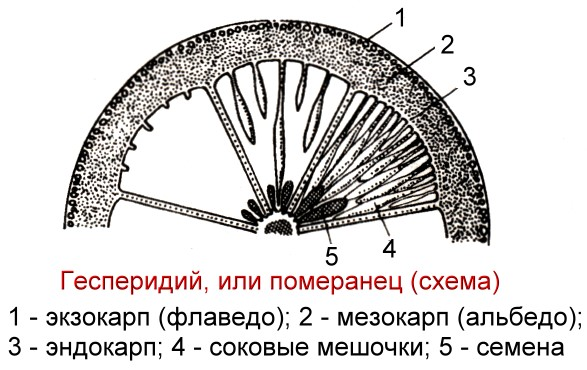 1
2
3
4
5
Гесперидий, или померанец (схема)
1 - экзокарп (флаведо); 2 - мезокарп (альбедо);
3 - эндокарп; 4 - соковые мешочки; 5 - семена